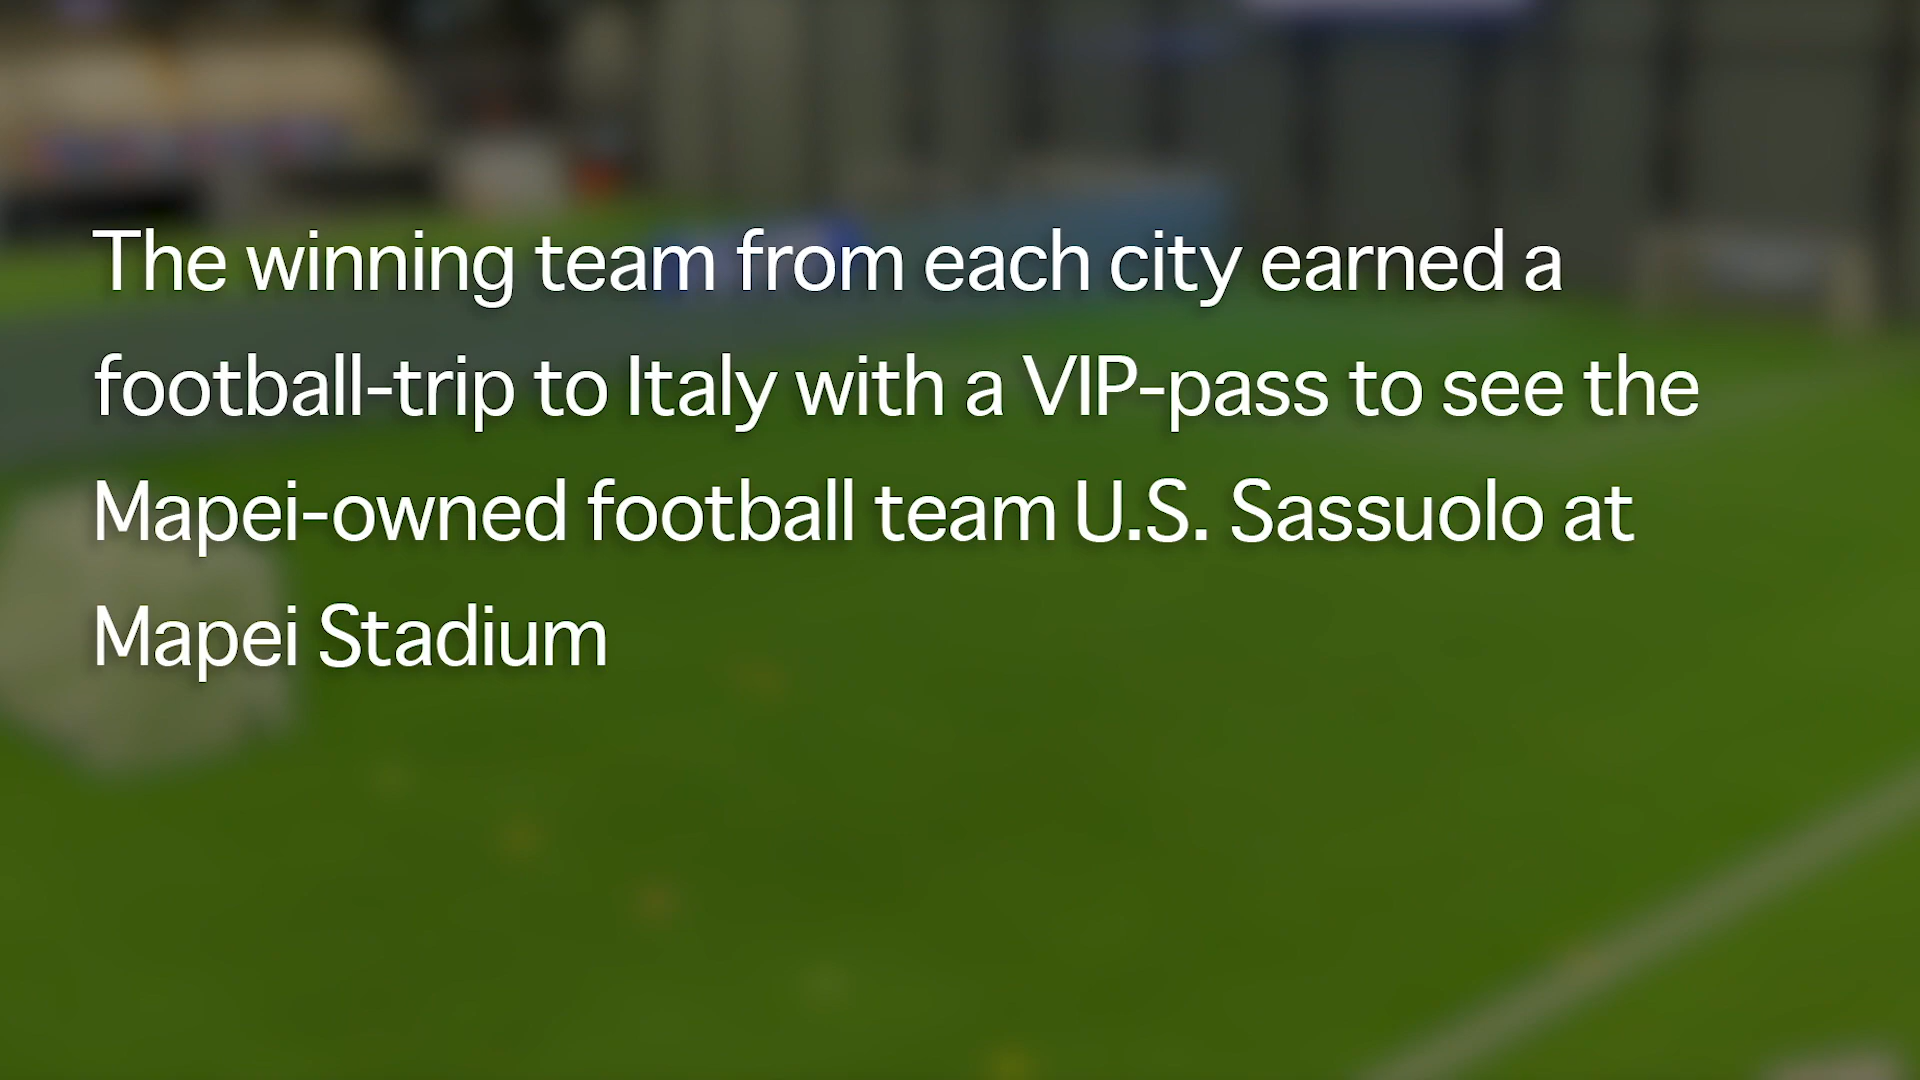 The winning team from each city earned a
football-trip to Italy with a VIP-pass to see the
Mapei-owned football team U.S. Sassuolo at
Mapei Stadium